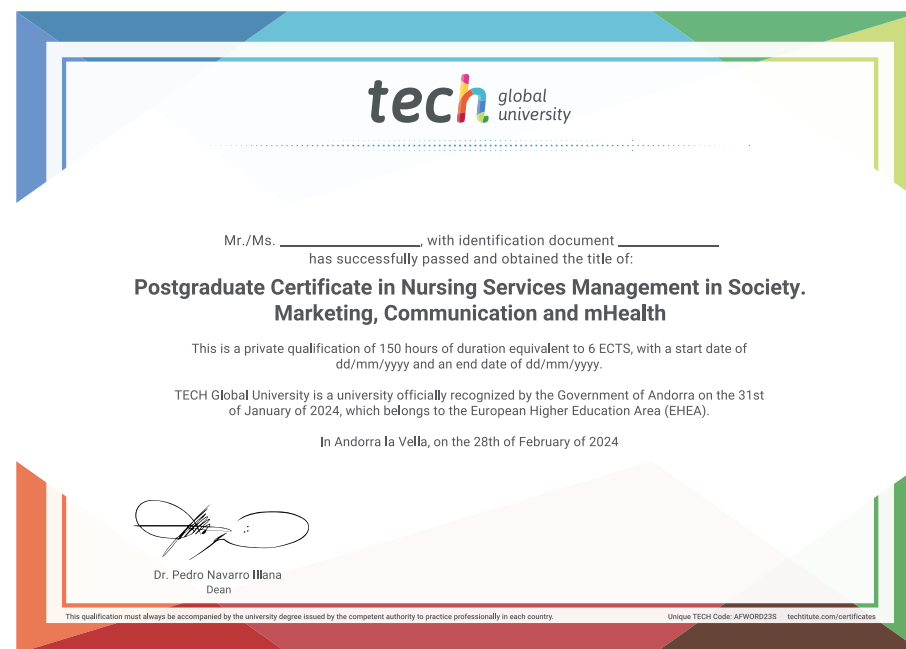 tech global
university
Mr./Ms. ____________, with identification document ____________
has successfully passed and obtained the title of:
Postgraduate Certificate in Nursing Services Management in Society.
Marketing, Communication and mHealth
This is a private qualification of 150 hours of duration equivalent to 6 ECTS, with a start date of
dd/mm/yyyy and an end date of dd/mm/yyyy.
TECH Global University is a university officially recognized by the Government of Andorra on the 31st
of January of 2024, which belongs to the European Higher Education Area (EHEA).
In Andorra la Vella, on the 28th of February of 2024
Dr. Pedro Navarro Illana
Dean
This qualification must always be accompanied by the university degree issued by the competent authority to practice professionally in each country.
Unique TECH Code: AFWORD23S techtitute.com/certificates